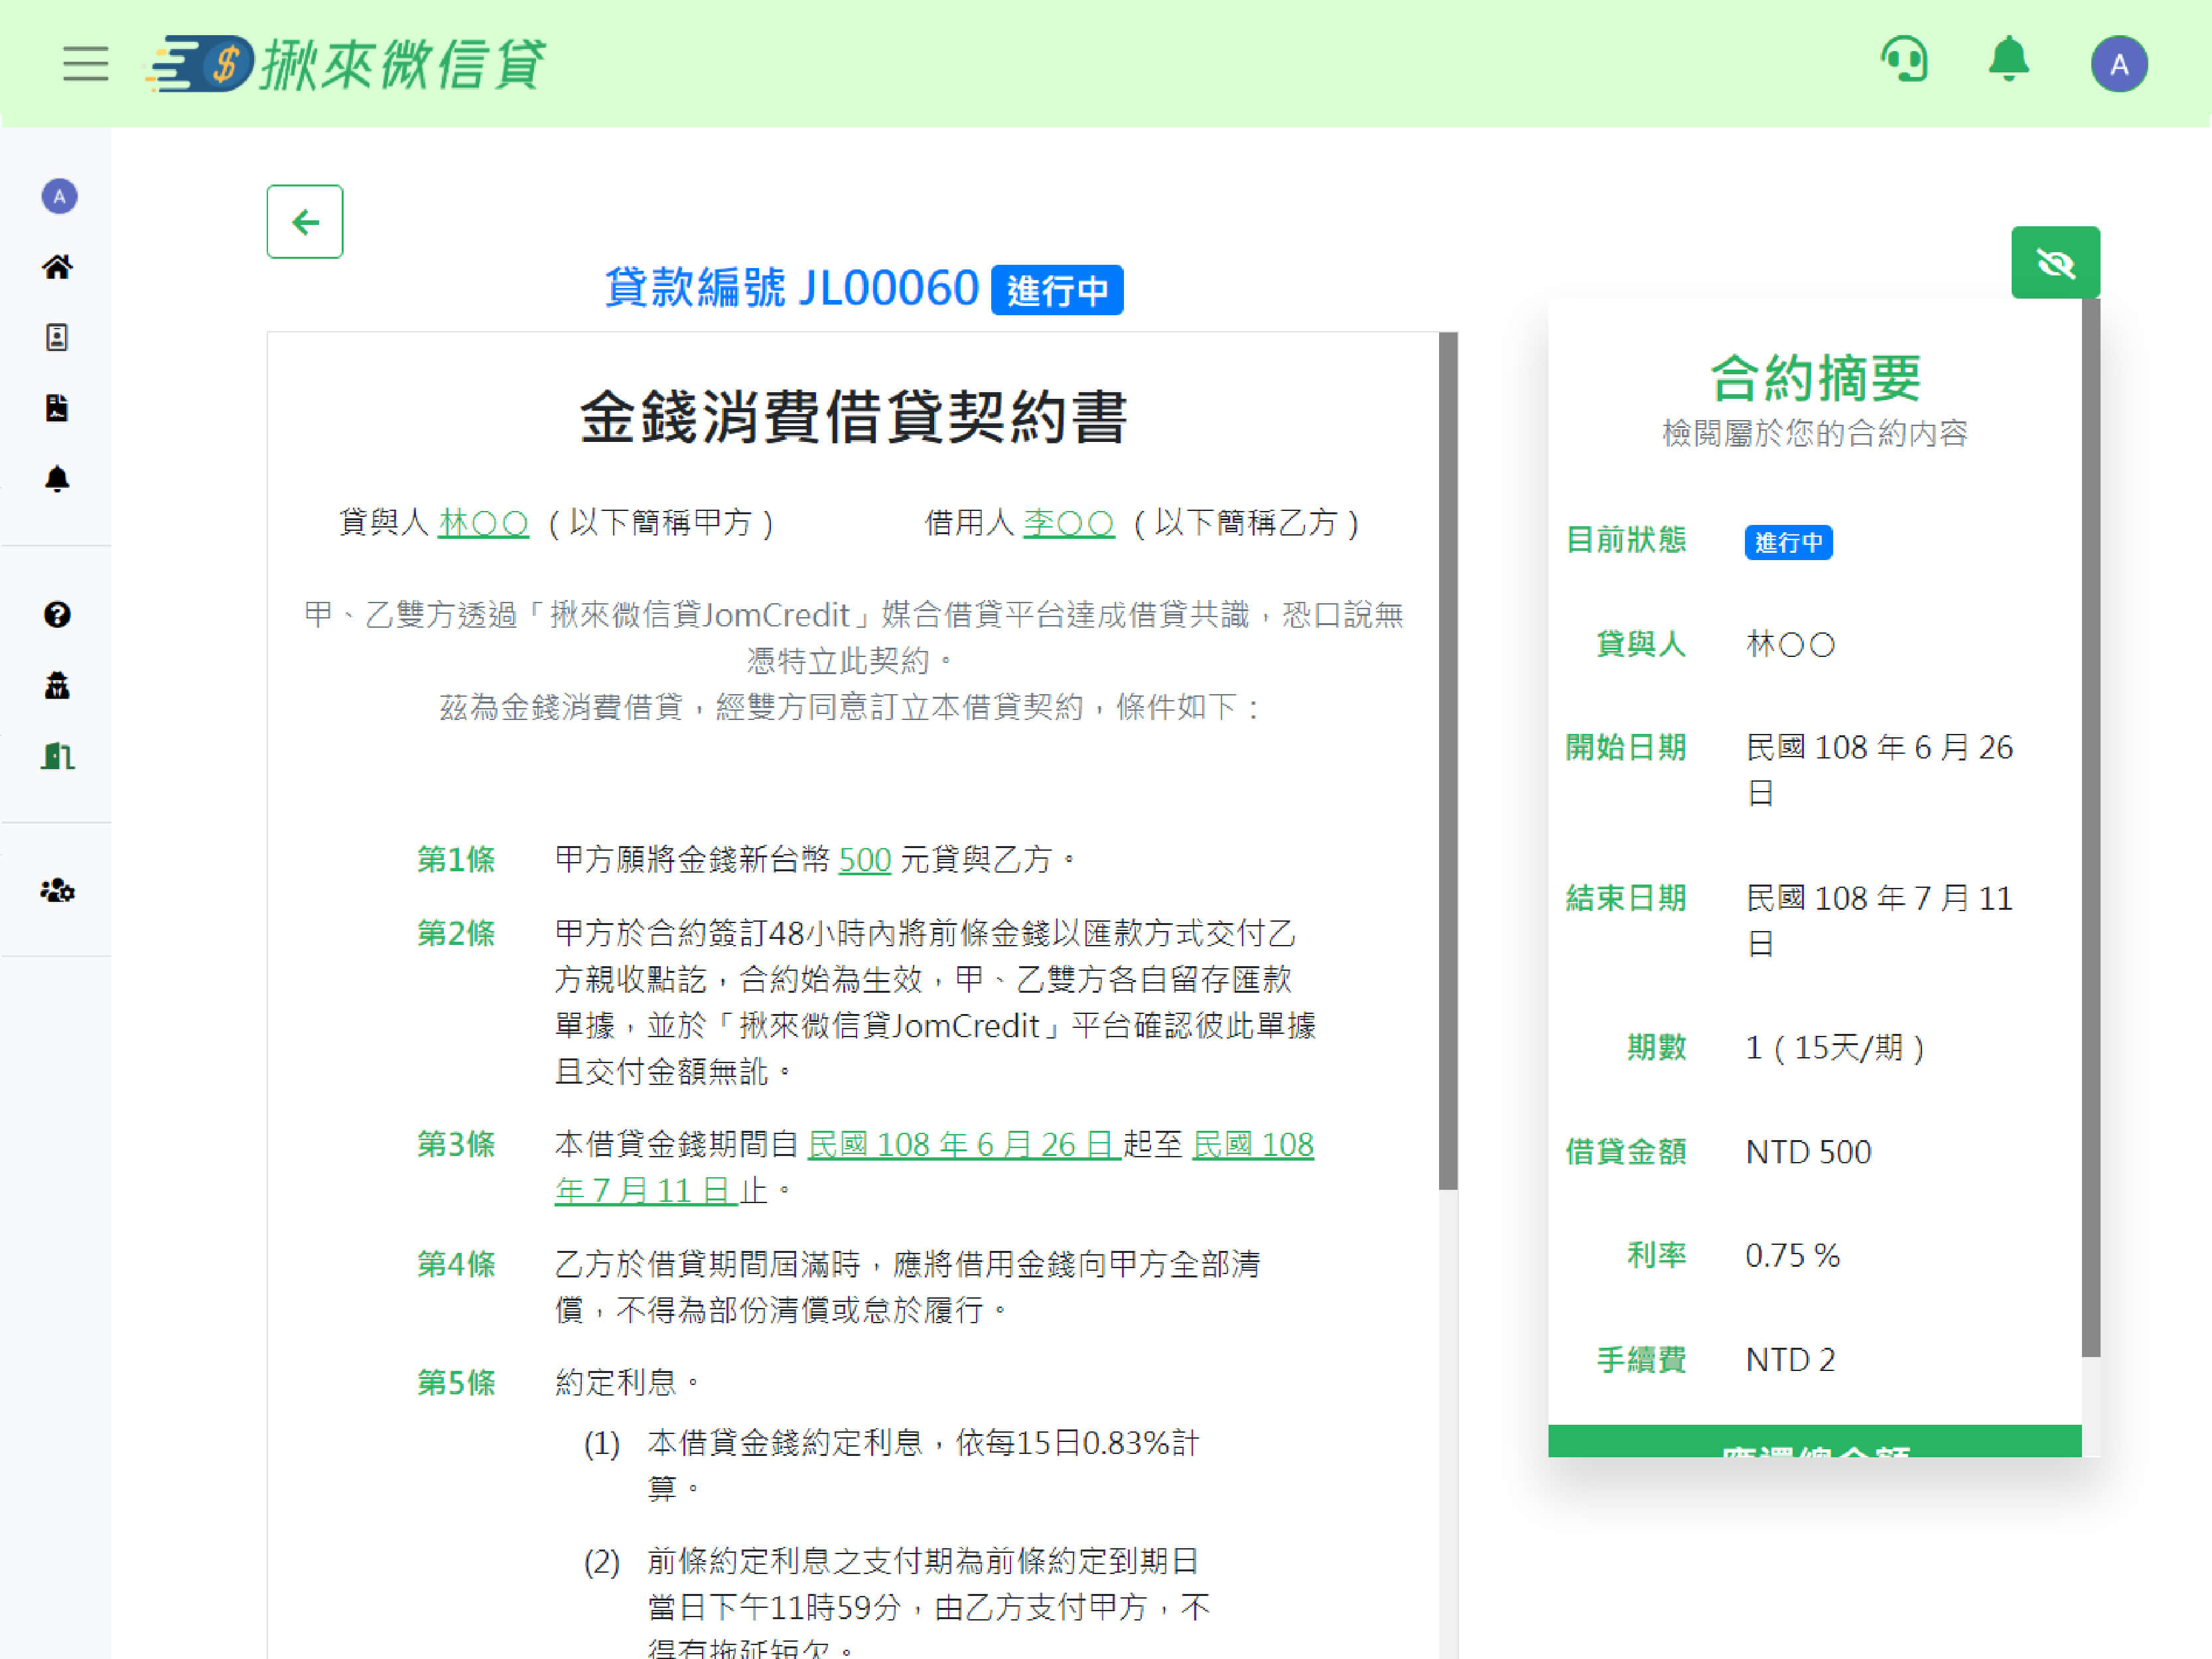 揪來微信貸
A
A
貸款編號 JL00060 進行中
金錢消費借貸契約書
貸與人 林〇〇 (以下簡稱甲方) 借用人 李〇〇 (以下簡稱乙方)
甲、乙雙方透過「揪來微信貸JomCredit」媒合借貸平台達成借貸共識，恐口說無
憑特立此契約。
茲為金錢消費借貸，經雙方同意訂立本借貸契約，條件如下：
第1條 甲方願將金錢新台幣 500 元貸與乙方。
第2條 甲方於合約簽訂48小時內將前條金錢以匯款方式交付乙
方親收點訖，合約始為生效，甲、乙雙方各自留存匯款
單據，並於「揪來微信貸JomCredit」平台確認彼此單據
且交付金額無訛。
第3條 本借貸金錢期間自 民國 108 年 6 月 26 日 起至 民國 108
年 7 月 11 日 止。
第4條 乙方於借貸期間屆滿時，應將借用金錢向甲方全部清
償，不得為部份清償或怠於履行。
第5條 約定利息。
(1) 本借貸金錢約定利息，依每15日0.83%計
算。
(2) 前條約定利息之支付期為前條約定到期日
當日下午11時59分，由乙方支付甲方，不
得有拖延短欠。
合約摘要
檢閱屬於您的合約內容
目前狀態 進行中
貸與人 林〇〇
開始日期 民國 108 年 6 月 26
日
結束日期 民國 108 年 7 月 11
日
期數 1 ( 15天/期 )
借貸金額 NTD 500
利率 0.75 %
手續費 NTD 2
應還總金額